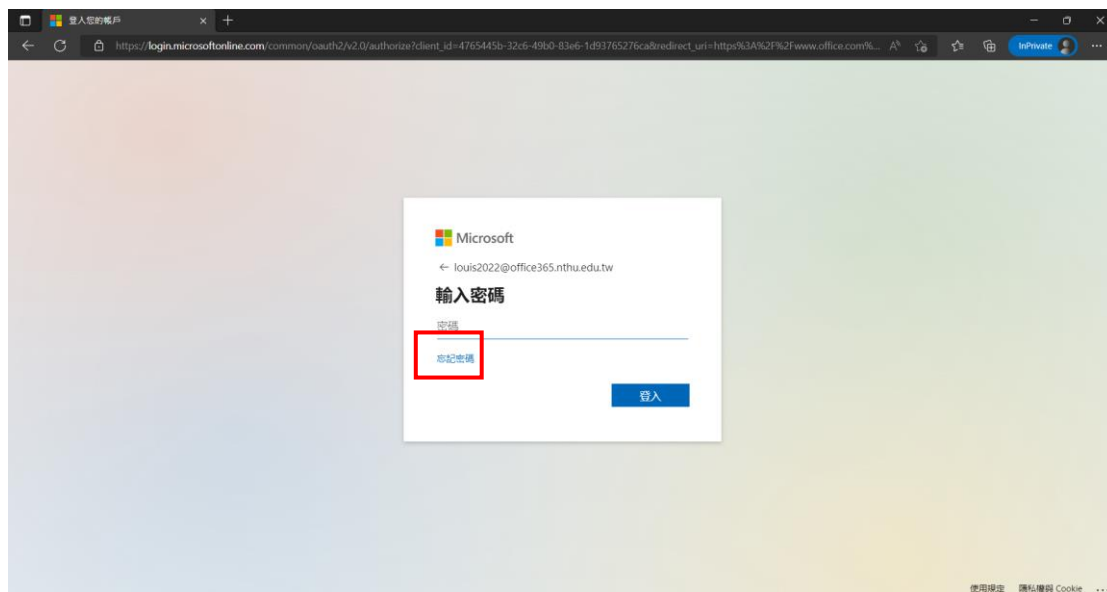 登入您的帳戶
https://login.microsoftonline.com/common/oauth2/v2.0/authorize?client_id=4765445b-32c6-49b0-83e6-1d93765276ca&redirect_uri=https%3A%2F%2Fwww.office.com%...
InPrivate
Microsoft
louis2022@office365.nthu.edu.tw
輸入密碼
密碼
忘記密碼
登入
使用規定 隱私權與 Cookie ...